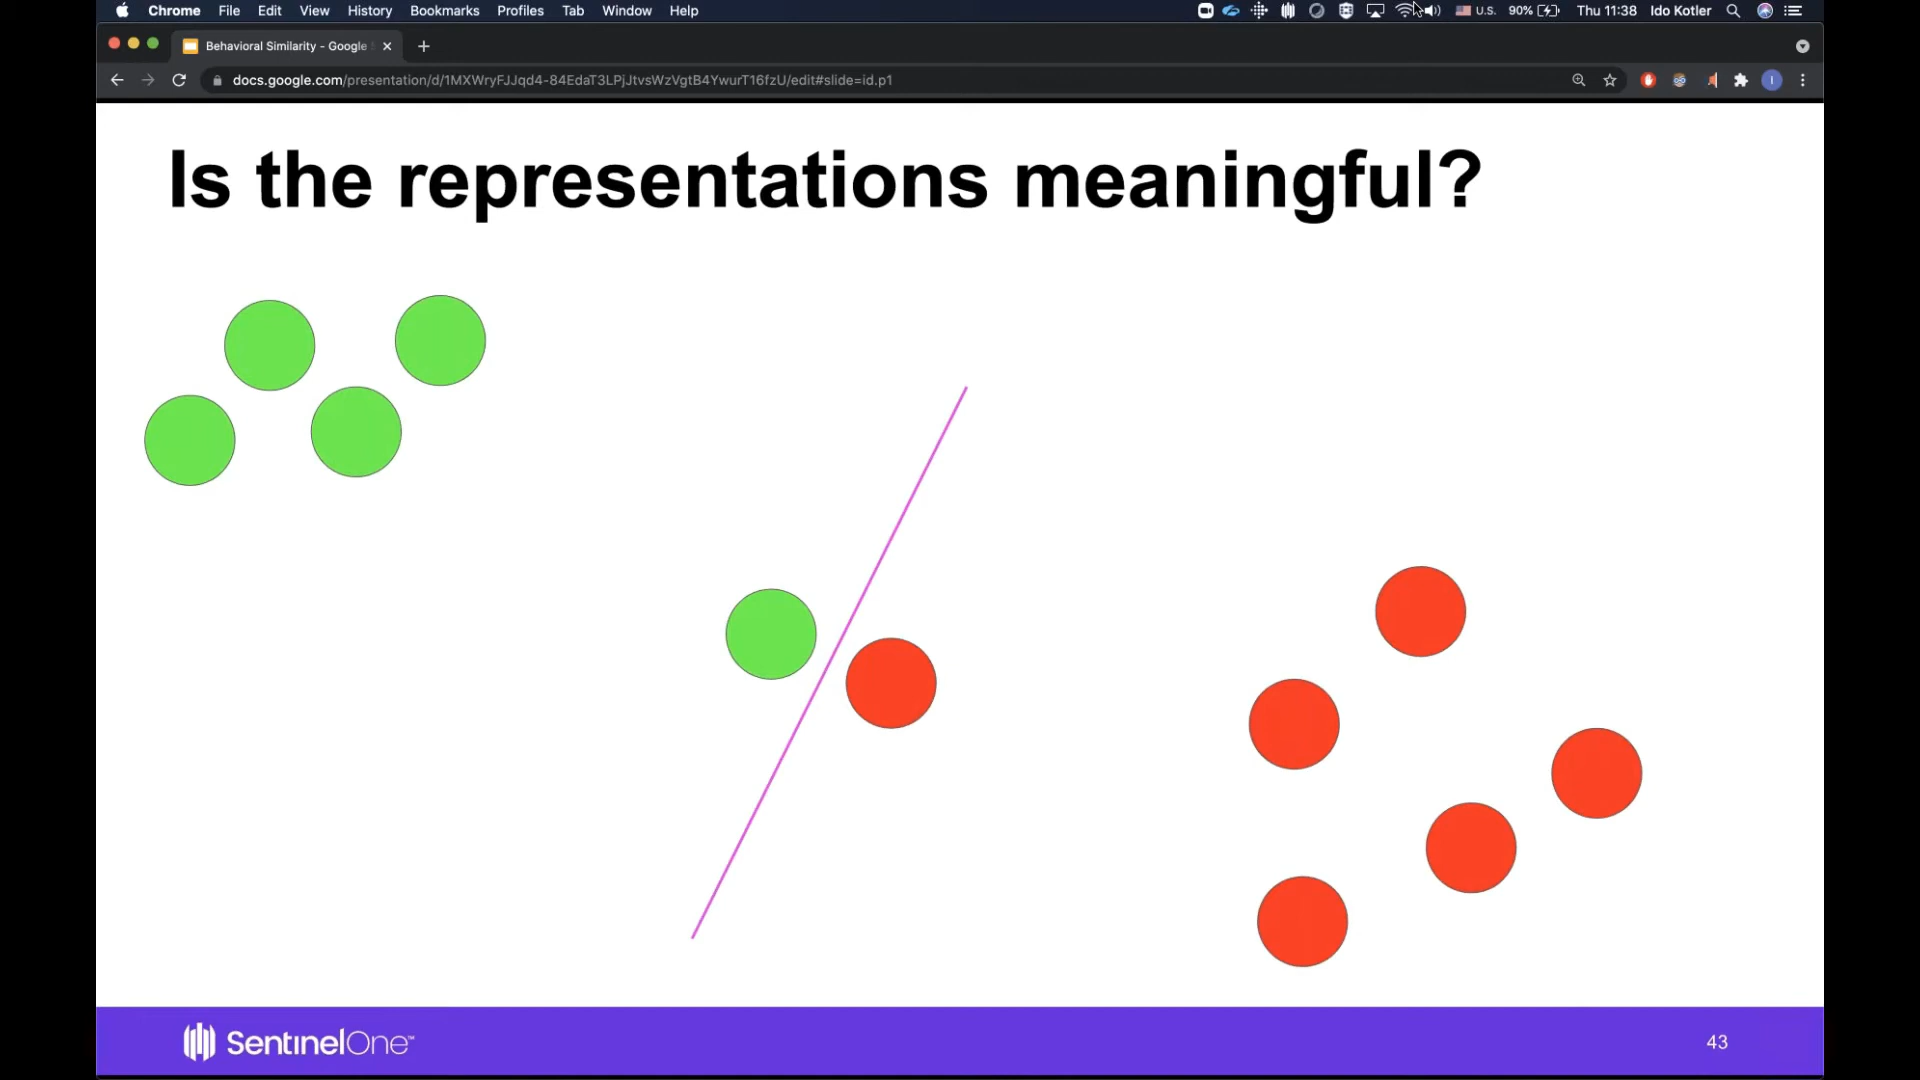 Chrome File Edit View History Bookmarks Profiles Tab Window Help U.S. 90% Thu 11:38 Ido Kotler
Behavioral Similarity - Google
docs.google.com/presentation/d/1MXWryFJJqd4-84EdaT3LPjJtvsWzVgtB4YwurT16fzU/edit#slide=id.p1
I
Is the representations meaningful?
SentinelOne™
43